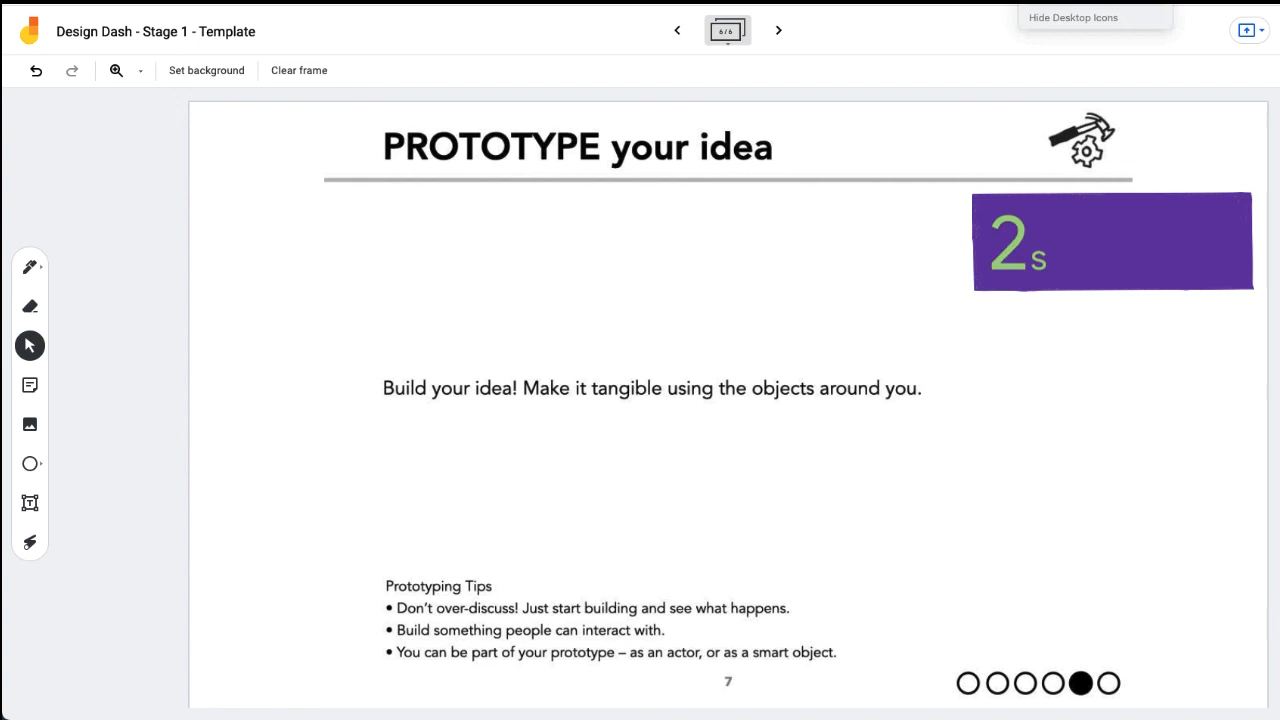 Design Dash - Stage 1 - Template
6 / 6
Hide Desktop Icons
Set background
Clear frame
PROTOTYPE your idea
2s
Build your idea! Make it tangible using the objects around you.
Prototyping Tips
• Don't over-discuss! Just start building and see what happens.
• Build something people can interact with.
• You can be part of your prototype – as an actor, or as a smart object.
7